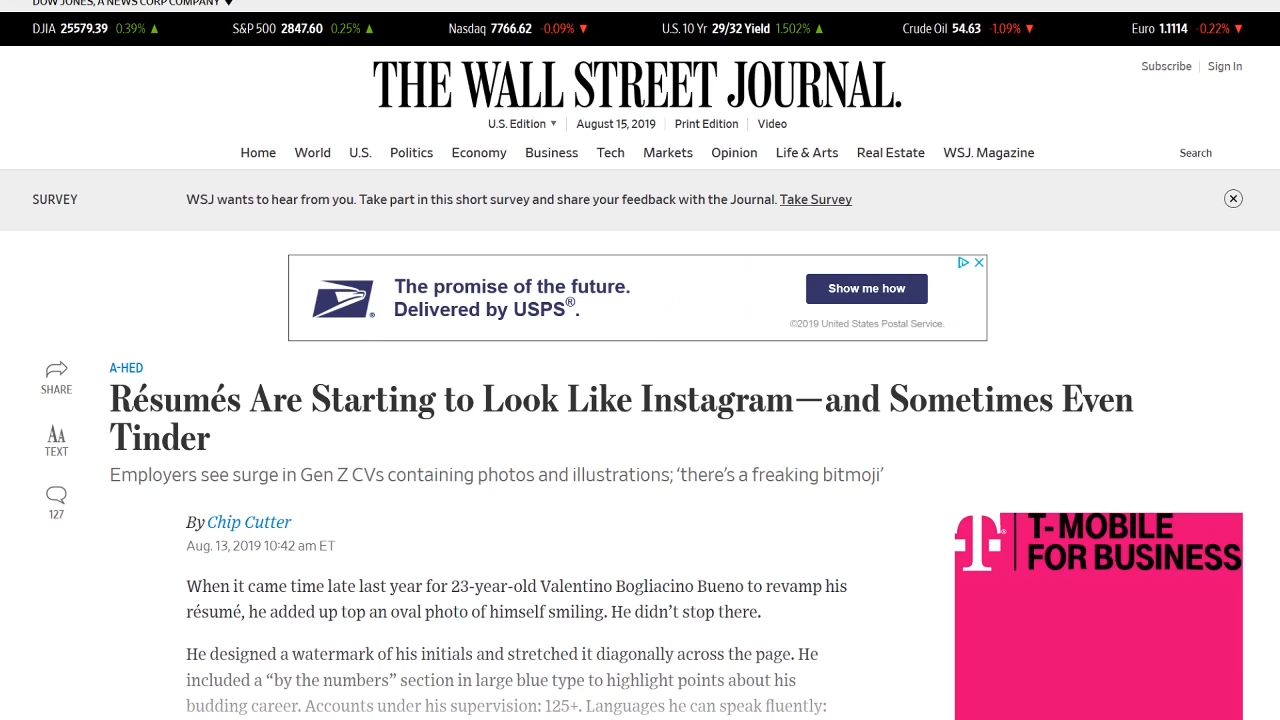 DOW JONES, A NEWS CORP COMPANY ▼
DJIA 25579.39 0.39% ▲ S&P 500 2847.60 0.25% ▲ Nasdaq 7766.62 -0.09% ▼ U.S. 10 Yr 29/32 Yield 1.502% ▲ Crude Oil 54.63 -1.09% ▼ Euro 1.1114 -0.22% ▼
Subscribe Sign In
THE WALL STREET JOURNAL.
U.S. Edition ▼ August 15, 2019 Print Edition Video
Home World U.S. Politics Economy Business Tech Markets Opinion Life & Arts Real Estate WSJ. Magazine Search
SURVEY WSJ wants to hear from you. Take part in this short survey and share your feedback with the Journal. Take Survey
The promise of the future.
Delivered by USPS®.
Show me how
©2019 United States Postal Service.
SHARE
AA
TEXT
127
A-HED
Résumés Are Starting to Look Like Instagram—and Sometimes Even
Tinder
Employers see surge in Gen Z CVs containing photos and illustrations; ‘there’s a freaking bitmoji’
By Chip Cutter
Aug. 13, 2019 10:42 am ET
When it came time late last year for 23-year-old Valentino Bogliacino Bueno to revamp his
résumé, he added up top an oval photo of himself smiling. He didn’t stop there.
He designed a watermark of his initials and stretched it diagonally across the page. He
included a “by the numbers” section in large blue type to highlight points about his
budding career. Accounts under his supervision: 125+. Languages he can speak fluently:
T ®
T-MOBILE
FOR BUSINESS